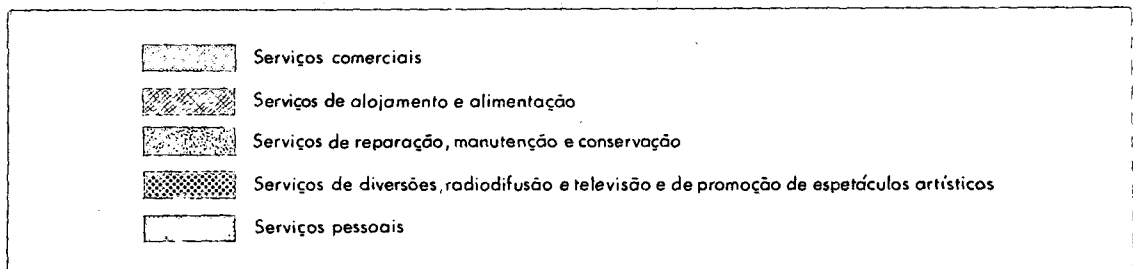 Serviços comerciais
Serviços de alojamento e alimentação
Serviços de reparação, manutenção e conservação
Serviços de diversões, radiodifusão e televisão e de promoção de espetáculos artísticos
Serviços pessoais